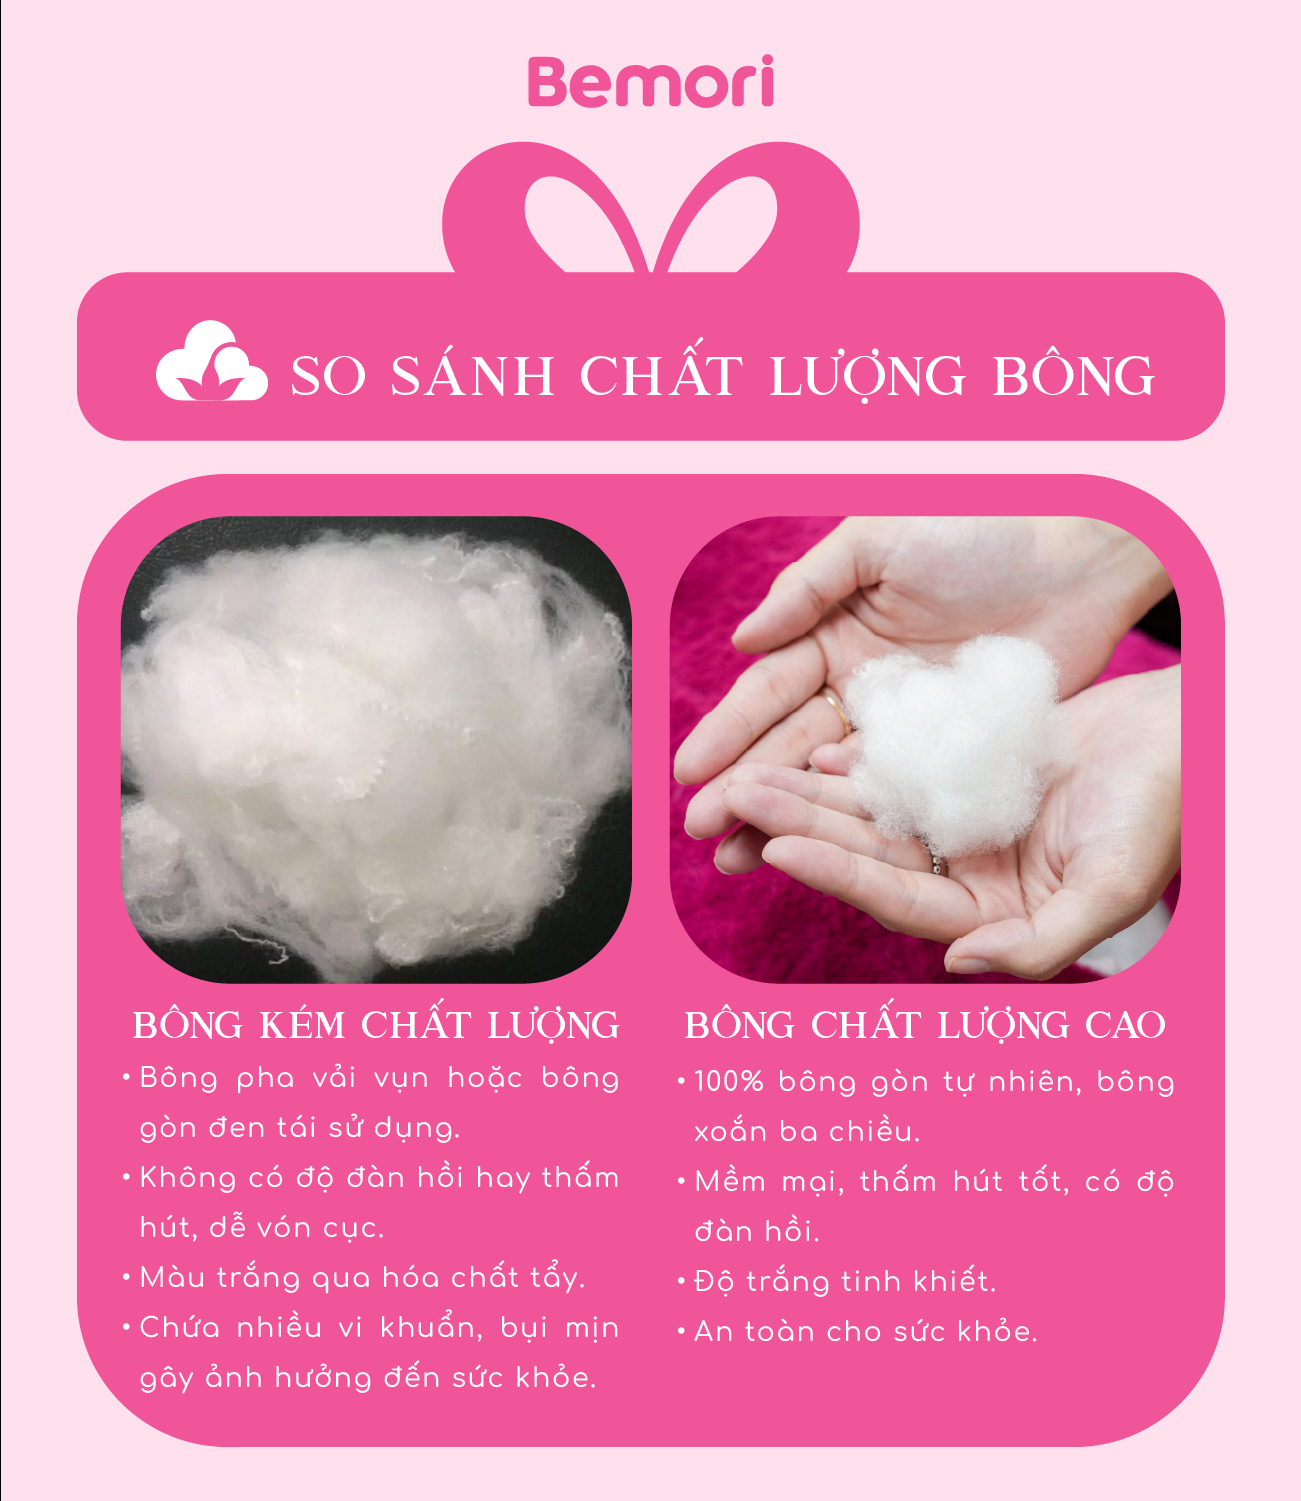 Bemori
SO SÁNH CHẤT LƯỢNG BÔNG
BÔNG KÉM CHẤT LƯỢNG
• Bông pha vải vụn hoặc bông
gòn đen tái sử dụng.
• Không có độ đàn hồi hay thấm
hút, dễ vón cục.
• Màu trắng qua hóa chất tẩy.
• Chứa nhiều vi khuẩn, bụi mịn
gây ảnh hưởng đến sức khỏe.
BÔNG CHẤT LƯỢNG CAO
• 100% bông gòn tự nhiên, bông
xoắn ba chiều.
• Mềm mại, thấm hút tốt, có độ
đàn hồi.
• Độ trắng tinh khiết.
• An toàn cho sức khỏe.